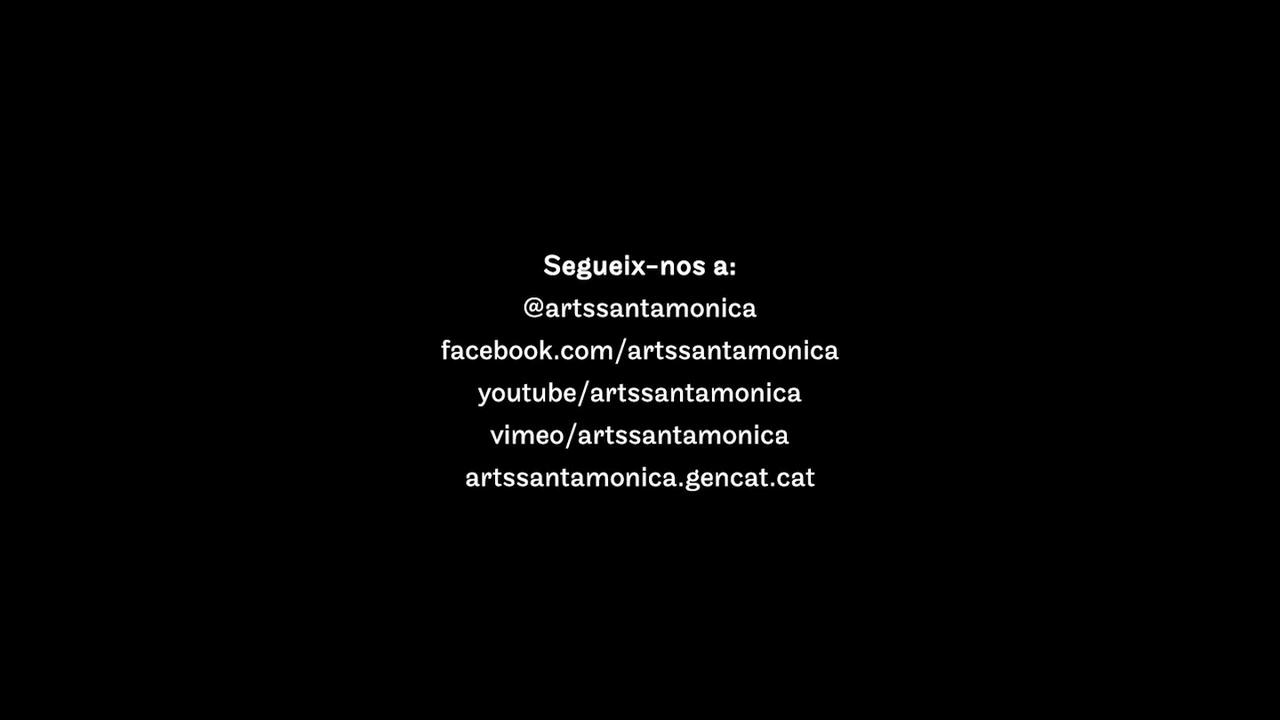 Segueix-nos a:
@artssantamonica
facebook.com/artssantamonica
youtube/artssantamonica
vimeo/artssantamonica
artssantamonica.gencat.cat